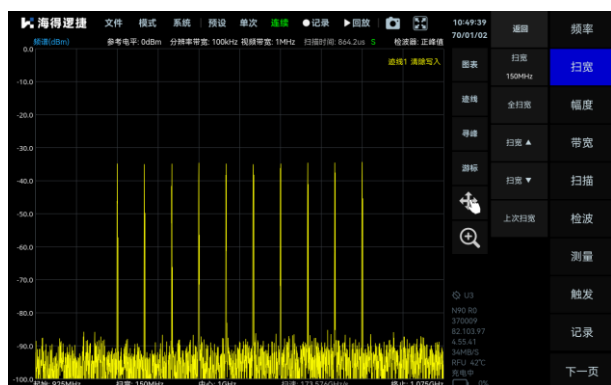 海得逻捷 文件 模式 系统 预设 单次 连续 ●记录 ▶回放 10:49:39 返回 频率
频谱(dBm) 参考电平: 0dBm 分辨率带宽: 100kHz 视频带宽: 1MHz 扫描时间: 864.2us S 检波器: 正峰值 70/01/02
0.0
迹线1 清除写入
图表
扫宽
150MHz
扫宽
-10.0
迹线
全扫宽
幅度
-20.0
寻峰
扫宽 ▲
带宽
-30.0
游标
-40.0
扫宽 ▼
扫描
-50.0
上次扫宽
检波
-60.0
测量
-70.0
U3
触发
-80.0
N90 R0
370009
82.103.97
记录
-90.0
4.55.41
34MB/S
RFU 42℃
充电中
下一页
-100.0
起始: 925MHz 扫宽: 150MHz 中心: 1GHz 扫速: 173.574GHz/s 终止: 1.075GHz
0%